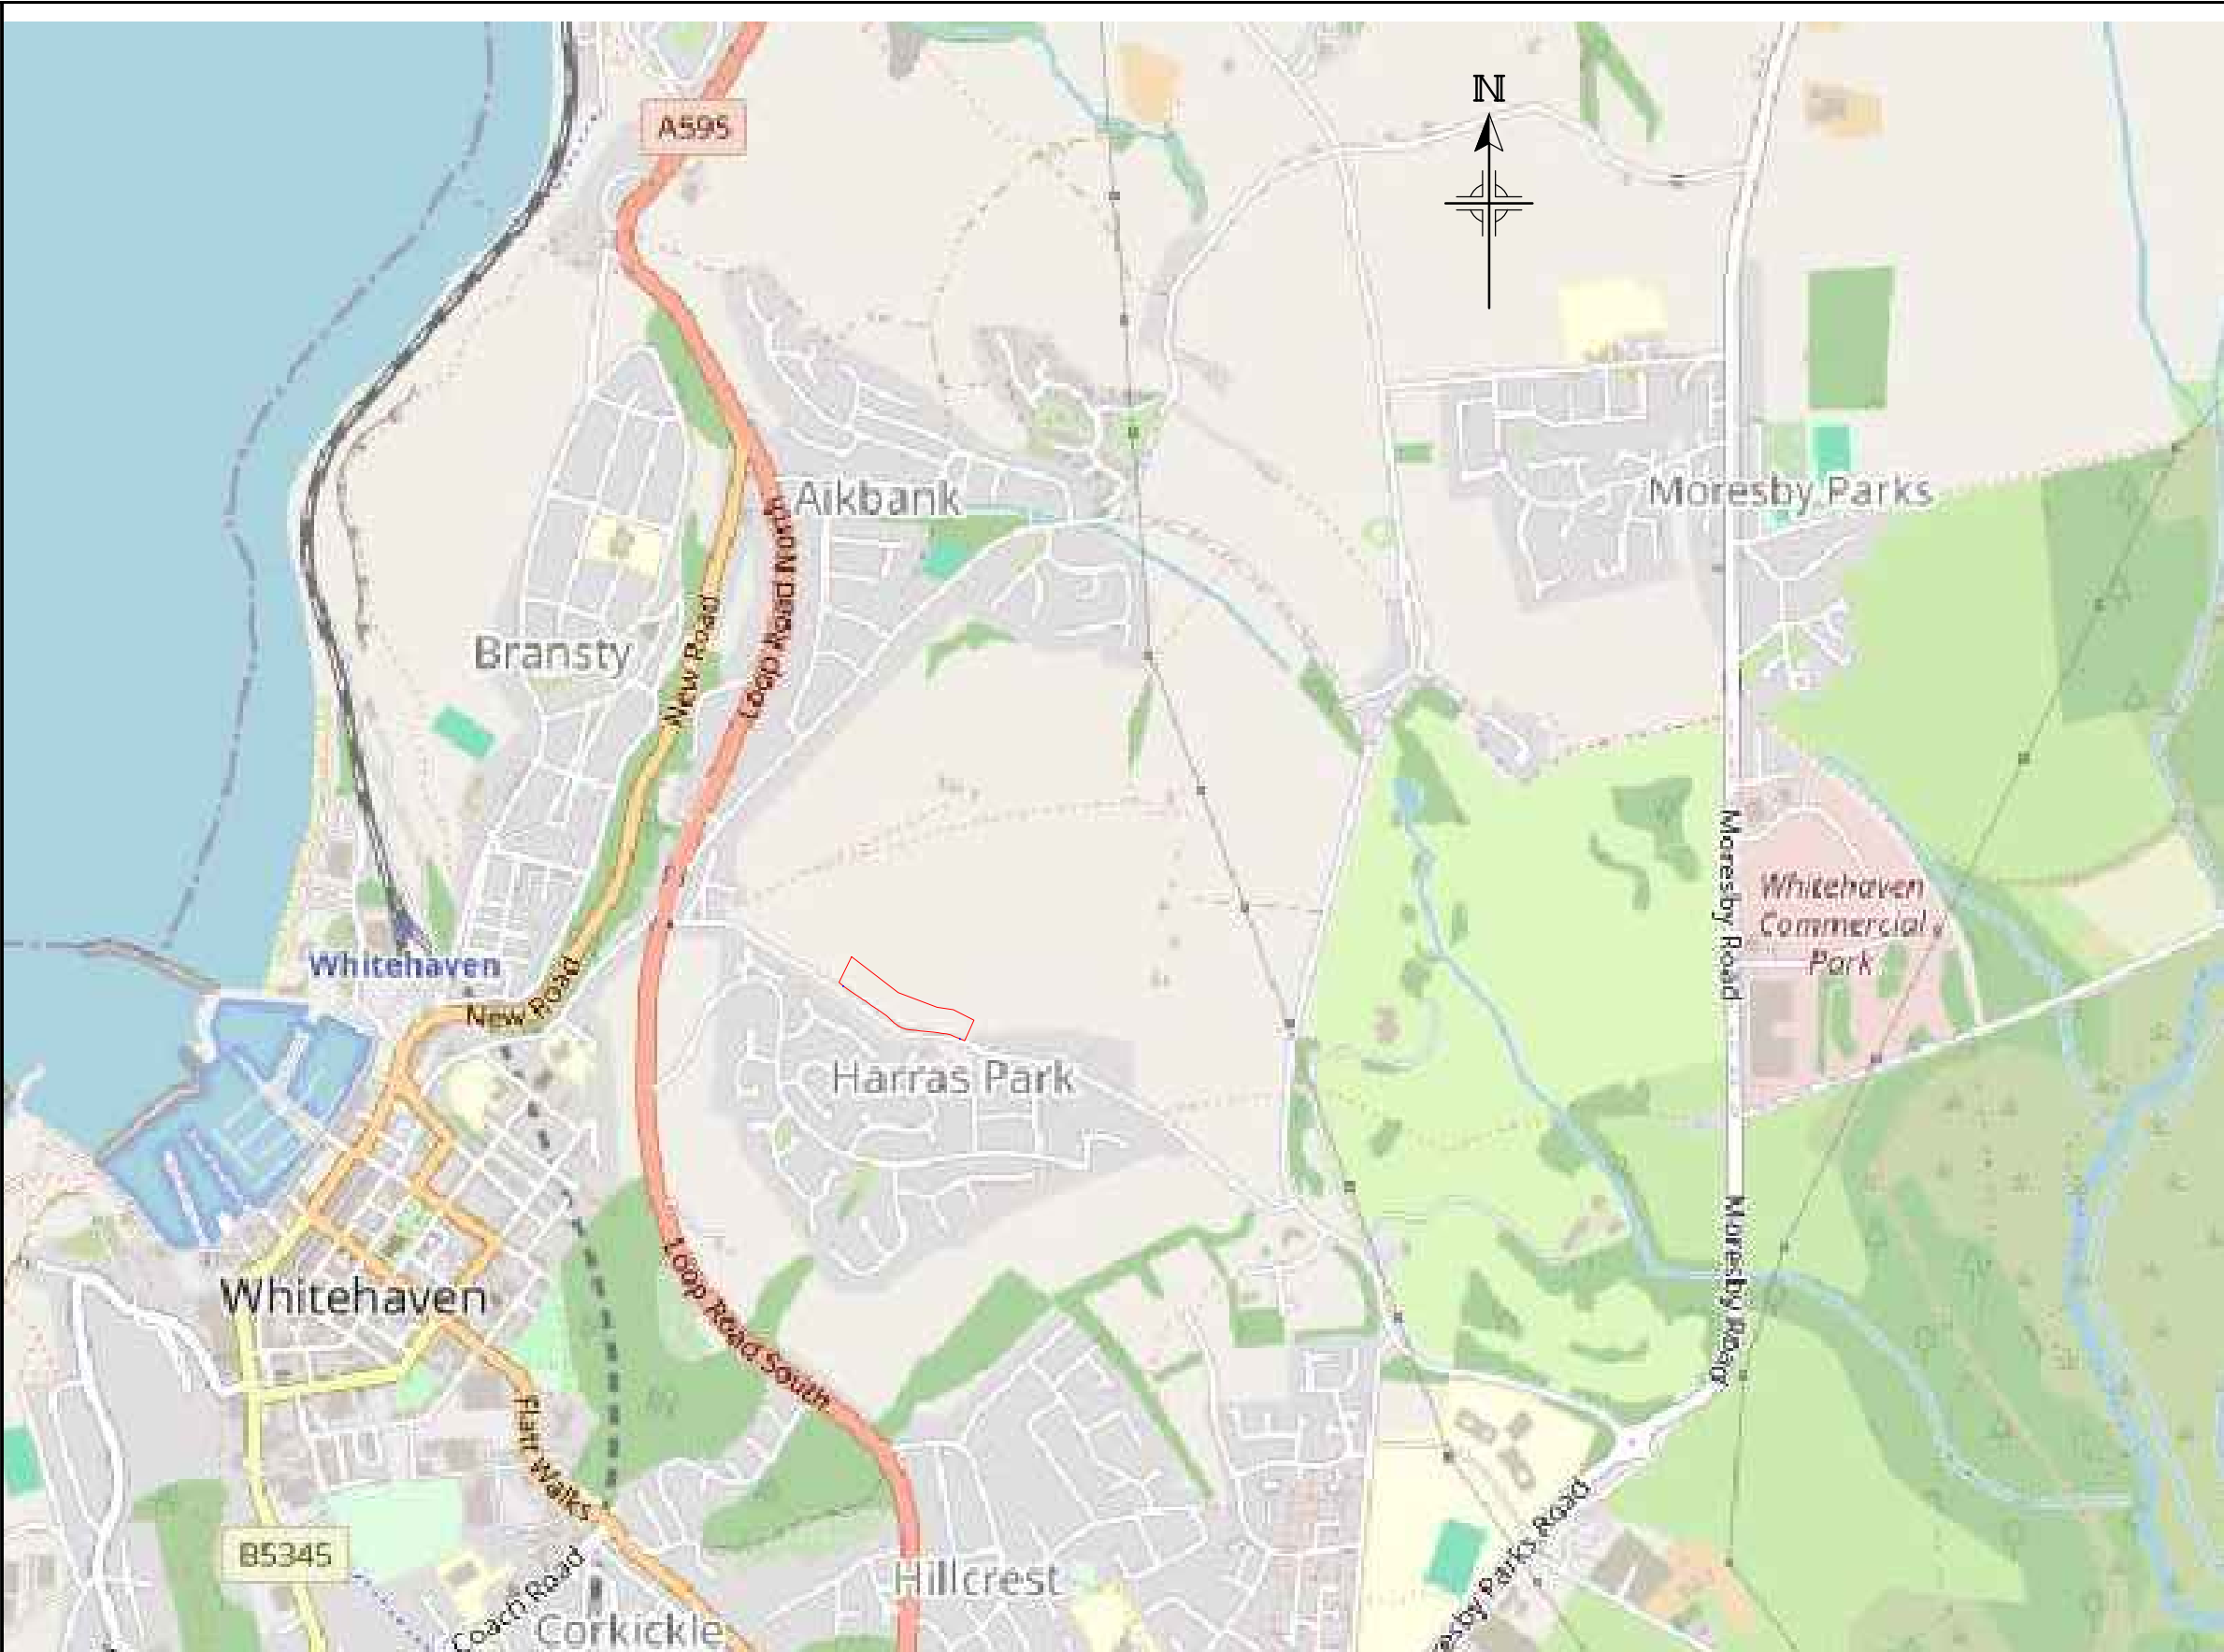 N
A595
Aikbank
Moresby Parks
Loop Road North
New Road
Bransty
Whitehaven
Commercial
Park
Moresby Road
Whitehaven
New Road
Harras Park
Moresby Road
Whitehaven
Loop Road South
Flatt Walks
B5345
Coach Road
Corkickle
Hillcrest
esby Parks Road